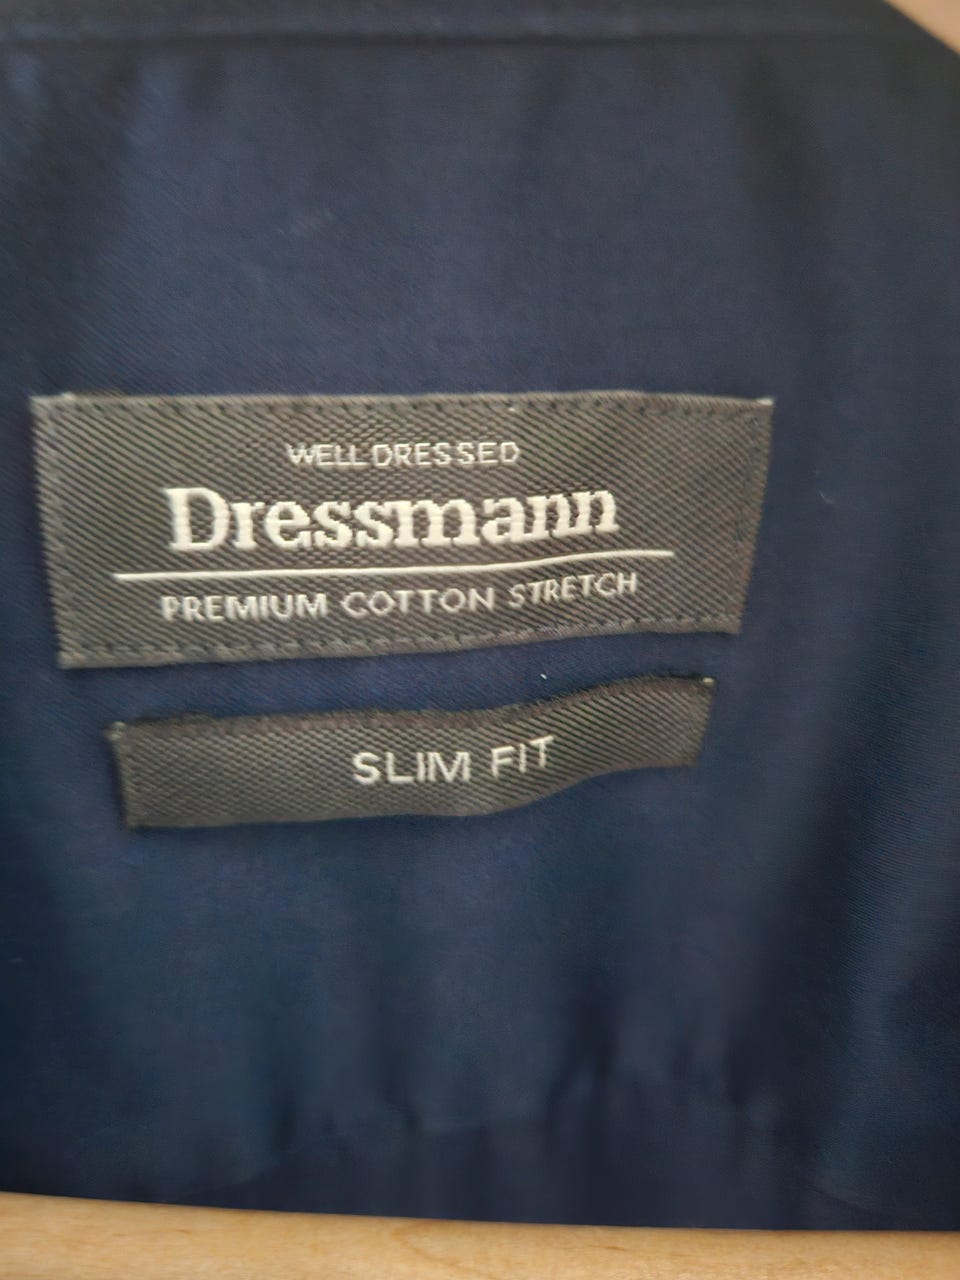 WELL DRESSED
Dressmann
PREMIUM COTTON STRETCH
SLIM FIT